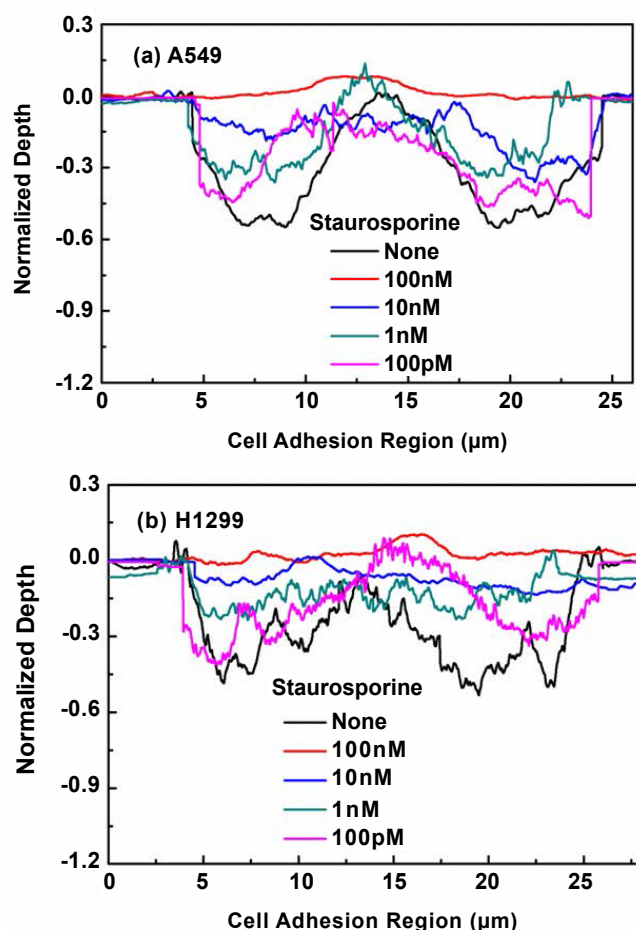 (a) A549
Normalized Depth
0.3
0.0
-0.3
-0.6
-0.9
-1.2
Staurosporine
None
100nM
10nM
1nM
100pM
0 5 10 15 20 25
Cell Adhesion Region (μm)
(b) H1299
Normalized Depth
0.3
0.0
-0.3
-0.6
-0.9
-1.2
Staurosporine
None
100nM
10nM
1nM
100pM
0 5 10 15 20 25
Cell Adhesion Region (μm)